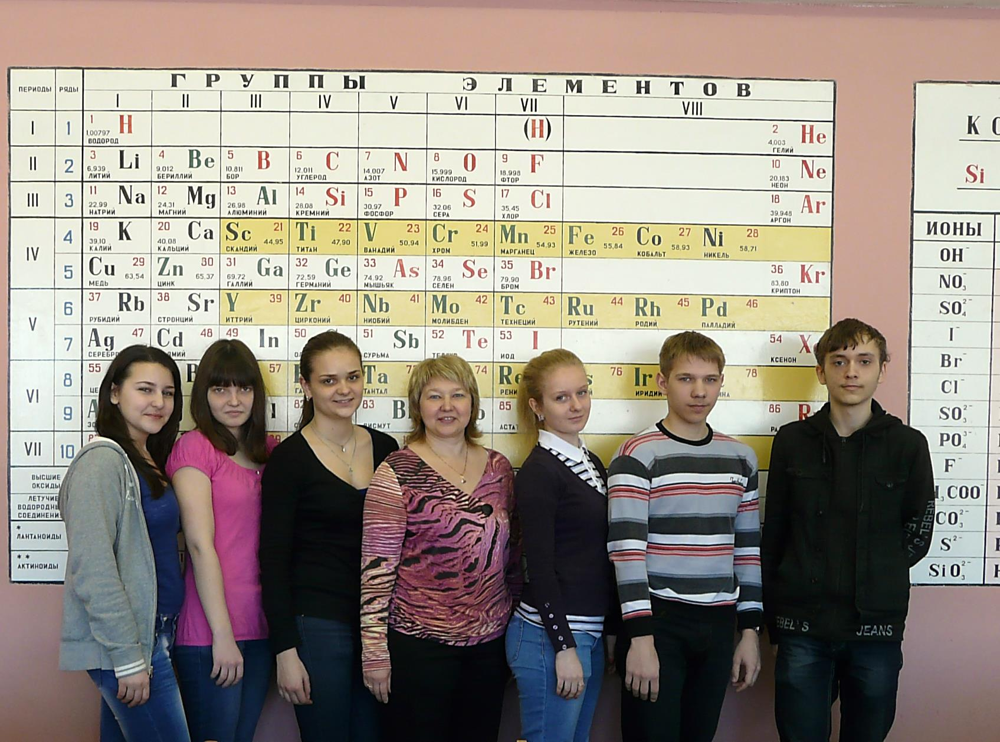 ПЕРИОДЫ РЯДЫ ГРУППЫ ЭЛЕМЕНТОВ
I II III IV V VI VII VIII
I 1 1 H 1,00797 ВОДОРОД (H) 2 He 4,003 ГЕЛИЙ
II 2 3 Li 6,939 ЛИТИЙ 4 Be 9,012 БЕРИЛЛИЙ 5 B 10,811 БОР 6 C 12,011 УГЛЕРОД 7 N 14,007 АЗОТ 8 O 15,999 КИСЛОРОД 9 F 18,998 ФТОР 10 Ne 20,183 НЕОН
III 3 11 Na 22,99 НАТРИЙ 12 Mg 24,31 МАГНИЙ 13 Al 26,98 АЛЮМИНИЙ 14 Si 28,08 КРЕМНИЙ 15 P 30,97 ФОСФОР 16 S 32,06 СЕРА 17 Cl 35,45 ХЛОР 18 Ar 39,948 АРГОН
IV 4 19 K 39,10 КАЛИЙ 20 Ca 40,08 КАЛЬЦИЙ Sc 21 44,95 СКАНДИЙ Ti 22 47,90 ТИТАН V 23 50,94 ВАНАДИЙ Cr 24 51,99 ХРОМ Mn 25 54,93 МАРГАНЕЦ Fe 26 55,84 ЖЕЛЕЗО Co 27 58,93 КОБАЛЬТ Ni 28 58,71 НИКЕЛЬ
5 Cu 29 63,54 МЕДЬ Zn 30 65,37 ЦИНК 31 Ga 69,72 ГАЛЛИЙ 32 Ge 72,59 ГЕРМАНИЙ 33 As 74,92 МЫШЬЯК 34 Se 78,96 СЕЛЕН 35 Br 79,90 БРОМ 36 Kr 83,80 КРИПТОН
V 6 37 Rb РУБИДИЙ 38 Sr СТРОНЦИЙ Y 39 ИТТРИЙ Zr 40 ЦИРКОНИЙ Nb 41 НИОБИЙ Mo 42 МОЛИБДЕН Tc 43 ТЕХНЕЦИЙ Ru 44 РУТЕНИЙ Rh 45 РОДИЙ Pd 46 ПАЛЛАДИЙ
7 Ag 47 Cd 48 49 In 50 51 Sb СУРЬМА 52 Te 53 I ИОД 54 КСЕНОН
VI 8 55 57 Ta ТАНТАЛ 74 Re 76 Ir ИРИДИЙ 78
9 83 85 86
VII 10
ВЫСШИЕ
ОКСИДЫ
ЛЕТУЧИЕ
ВОДОРОДН
СОЕДИНЕНИ
*
ЛАНТАНОИДЫ
* *
АКТИНОИДЫ
К
Si
ИОНЫ
OH⁻
NO₃⁻
SO₄²⁻
I⁻
Br⁻
Cl⁻
SO₃²⁻
PO₄³⁻
F⁻
₃COO⁻
CO₃²⁻
S²⁻
SiO₃²⁻
REBEL'S
EBEL'S JEANS